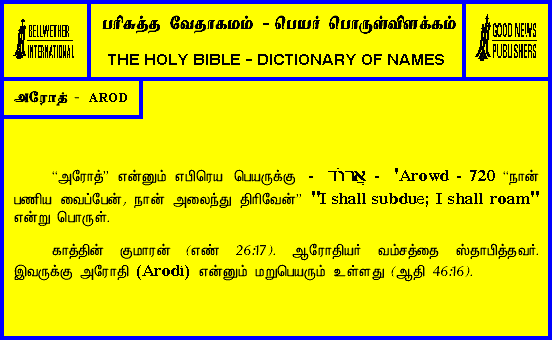 BELLWETHER
INTERNATIONAL
பரிசுத்த வேதாகமம் - பெயர் பொருள்விளக்கம்
THE HOLY BIBLE - DICTIONARY OF NAMES
GOOD NEWS
PUBLISHERS
அரோத் - AROD
“அரோத்” என்னும் எபிரெய பெயருக்கு - אֲרוֹד - 'Arowd - 720 “நான்
பணிய வைப்பேன், நான் அலைந்து திரிவேன்” "I shall subdue; I shall roam"
என்று பொருள்.
காத்தின் குமாரன் (எண் 26:17). ஆரோதியர் வம்சத்தை ஸ்தாபித்தவர்.
இவருக்கு அரோதி (Arodi) என்னும் மறுபெயரும் உள்ளது (ஆதி 46:16).